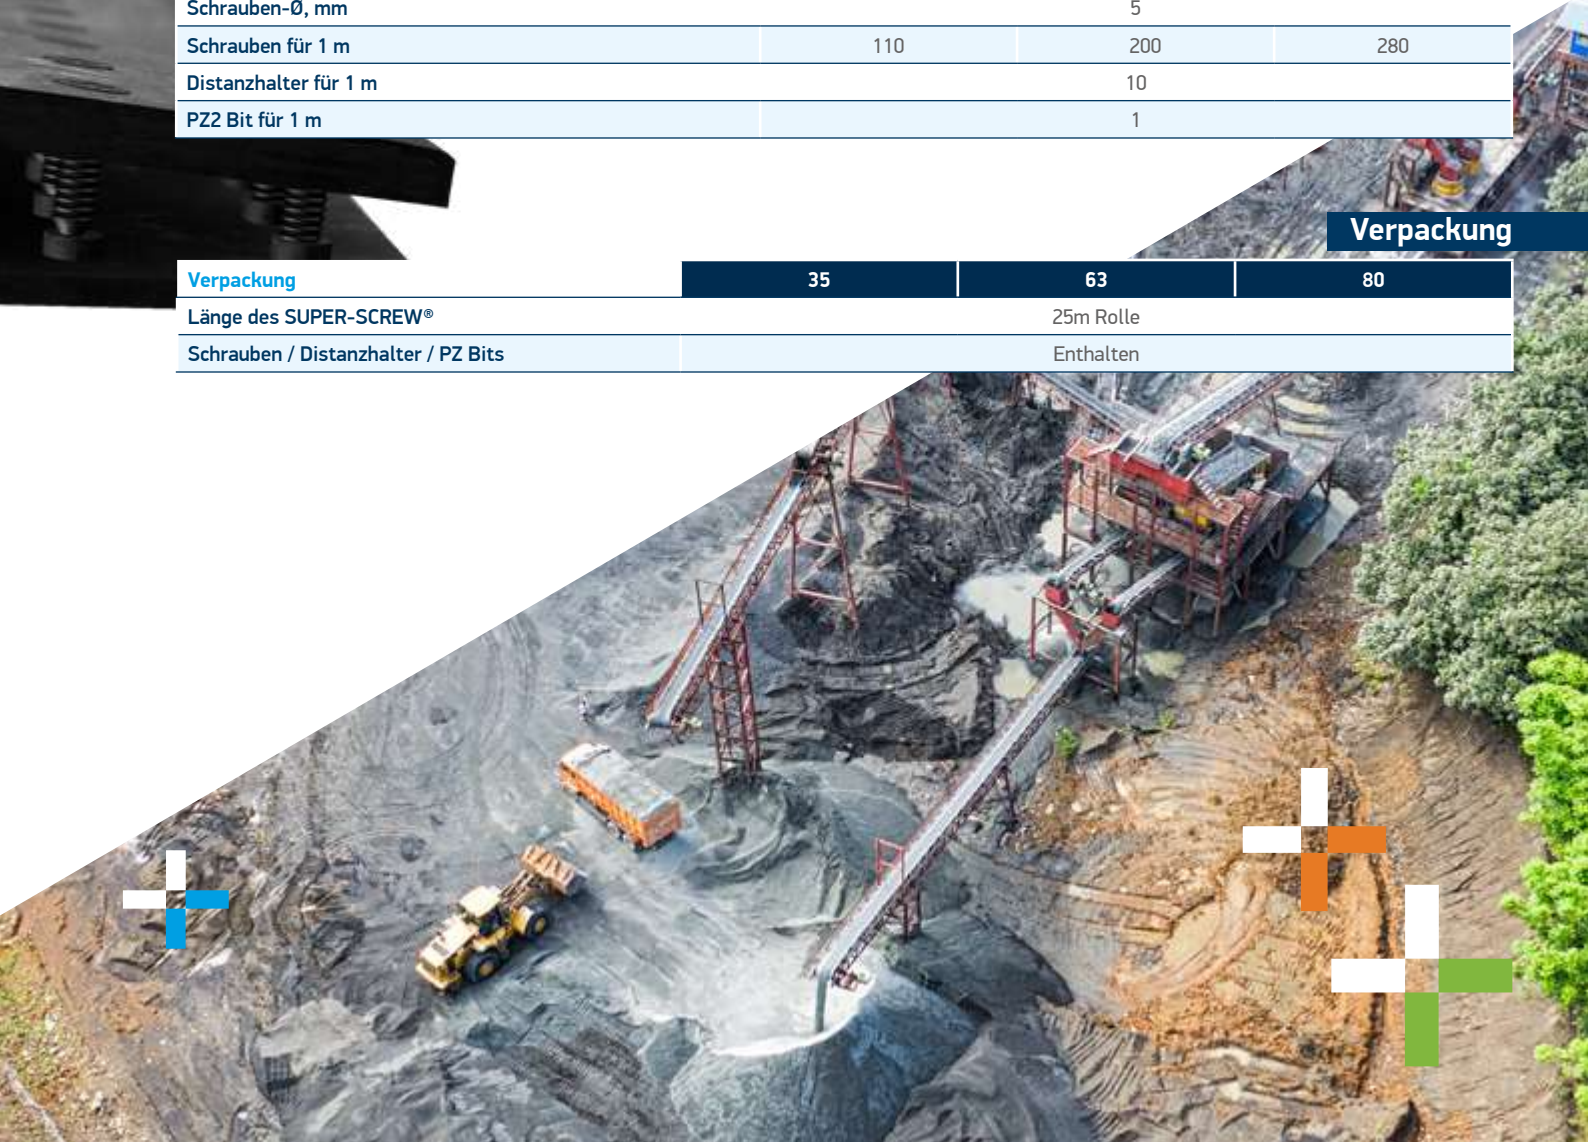 Schrauben-Ø, mm 5
Schrauben für 1 m 110 200 280
Distanzhalter für 1 m 10
PZ2 Bit für 1 m 1
Verpackung
Verpackung 35 63 80
Länge des SUPER-SCREW® 25m Rolle
Schrauben / Distanzhalter / PZ Bits Enthalten